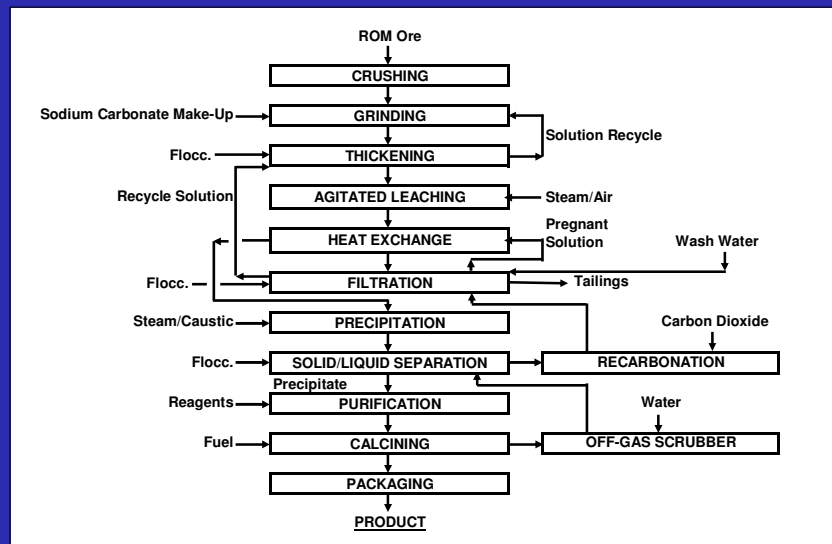 ROM Ore
CRUSHING
Sodium Carbonate Make-Up
GRINDING
Solution Recycle
Flocc.
THICKENING
Recycle Solution
AGITATED LEACHING
Steam/Air
Pregnant
Solution
HEAT EXCHANGE
Wash Water
Flocc.
FILTRATION
Tailings
Steam/Caustic
PRECIPITATION
Carbon Dioxide
Flocc.
SOLID/LIQUID SEPARATION
RECARBONATION
Precipitate
Reagents
PURIFICATION
Water
Fuel
CALCINING
OFF-GAS SCRUBBER
PACKAGING
PRODUCT